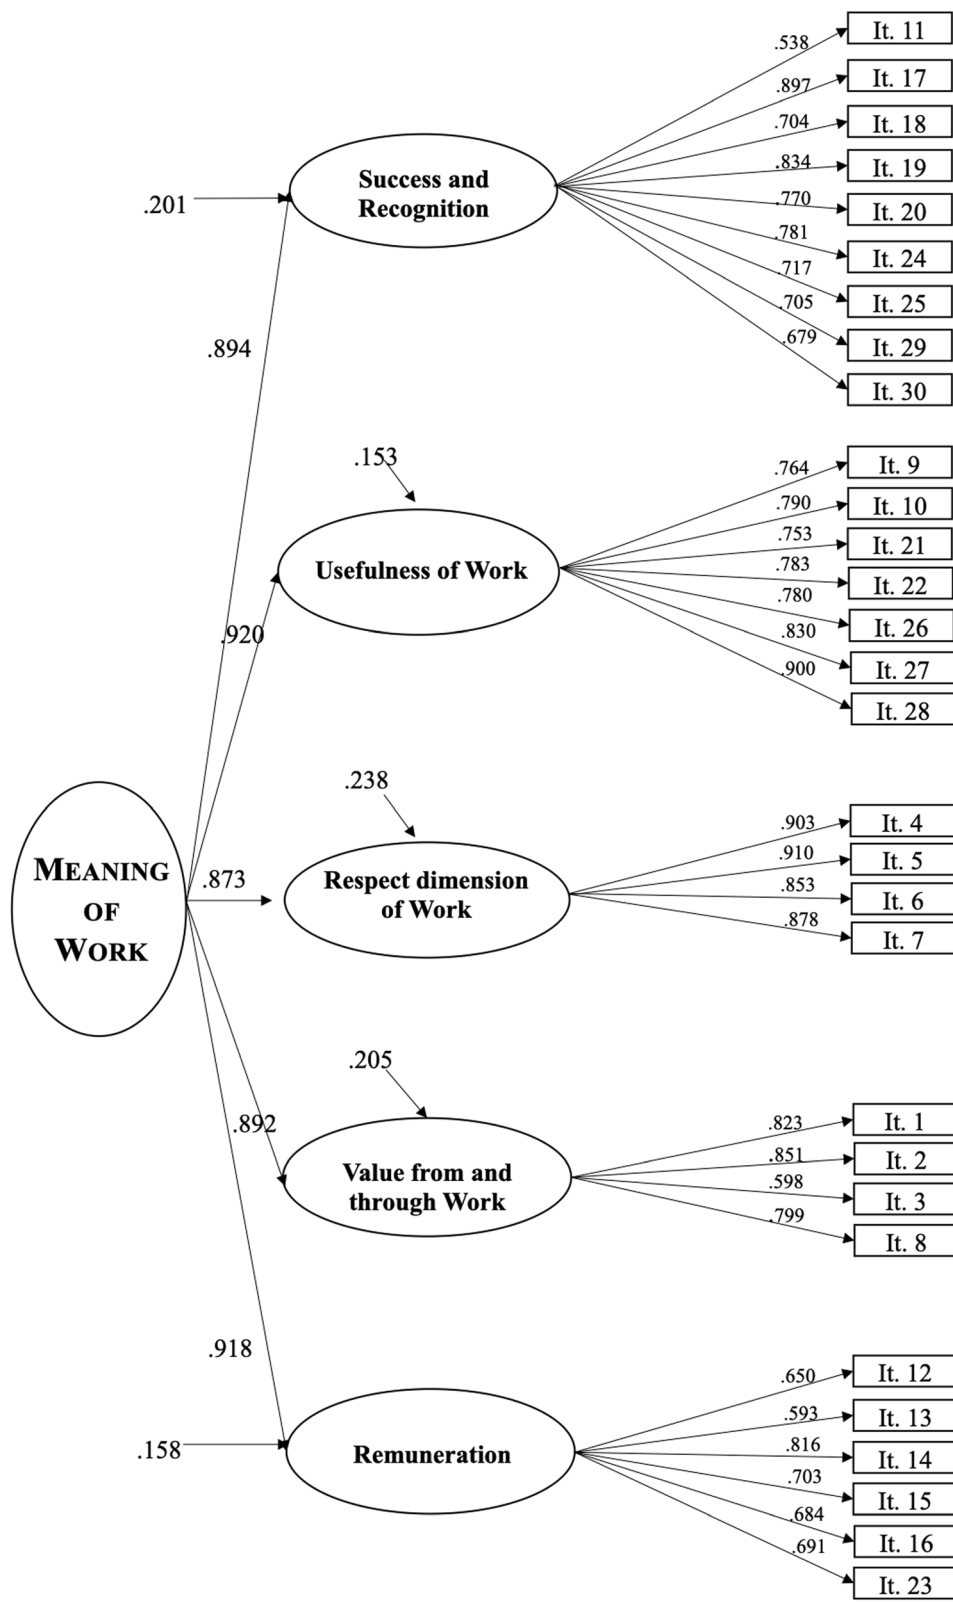 .538
It. 11
.897
It. 17
.704
It. 18
.834
It. 19
.770
It. 20
.781
It. 24
.717
It. 25
.705
It. 29
.679
It. 30
.201
Success and
Recognition
.894
.153
Usefulness of Work
.920
.764
It. 9
.790
It. 10
.753
It. 21
.783
It. 22
.780
It. 26
.830
It. 27
.900
It. 28
MEANING
OF
WORK
.238
.873
Respect dimension
of Work
.903
It. 4
.910
It. 5
.853
It. 6
.878
It. 7
.205
.892
Value from and
through Work
.823
It. 1
.851
It. 2
.598
It. 3
.799
It. 8
.918
.158
Remuneration
.650
It. 12
.593
It. 13
.816
It. 14
.703
It. 15
.684
It. 16
.691
It. 23